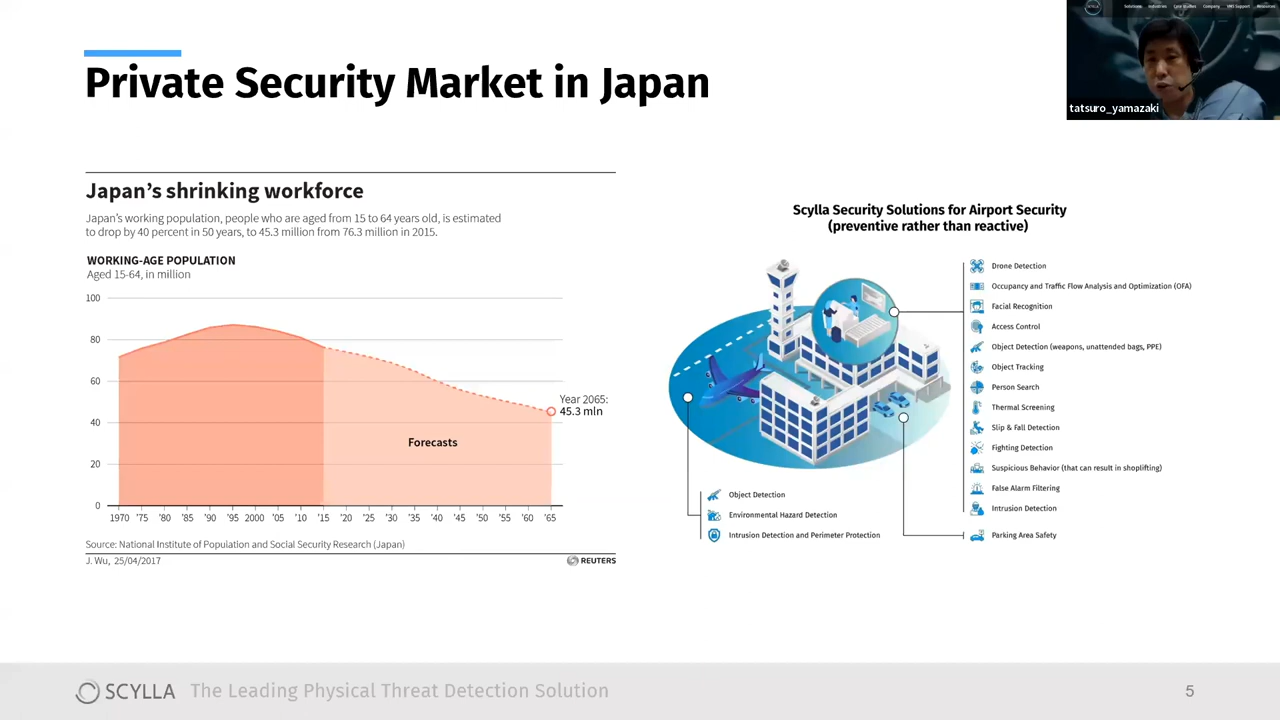 SCYLLA Solutions Industries Case Studies Company VMS Support Resources
tatsuro_yamazaki
Private Security Market in Japan
Japan's shrinking workforce
Japan's working population, people who are aged from 15 to 64 years old, is estimated
to drop by 40 percent in 50 years, to 45.3 million from 76.3 million in 2015.
WORKING-AGE POPULATION
Aged 15-64, in million
100
80
60
40
20
0
Year 2065:
45.3 mln
Forecasts
1970 '75 '80 '85 '90 '95 2000 '05 '10 '15 '20 '25 '30 '35 '40 '45 '50 '55 '60 '65
Source: National Institute of Population and Social Security Research (Japan)
J. Wu, 25/04/2017
REUTERS
Scylla Security Solutions for Airport Security
(preventive rather than reactive)
Drone Detection
Occupancy and Traffic Flow Analysis and Optimization (OFA)
Facial Recognition
Access Control
Object Detection (weapons, unattended bags, PPE)
Object Tracking
Person Search
Thermal Screening
Slip & Fall Detection
Fighting Detection
Suspicious Behavior (that can result in shoplifting)
False Alarm Filtering
Intrusion Detection
Parking Area Safety
Object Detection
Environmental Hazard Detection
Intrusion Detection and Perimeter Protection
SCYLLA The Leading Physical Threat Detection Solution
5